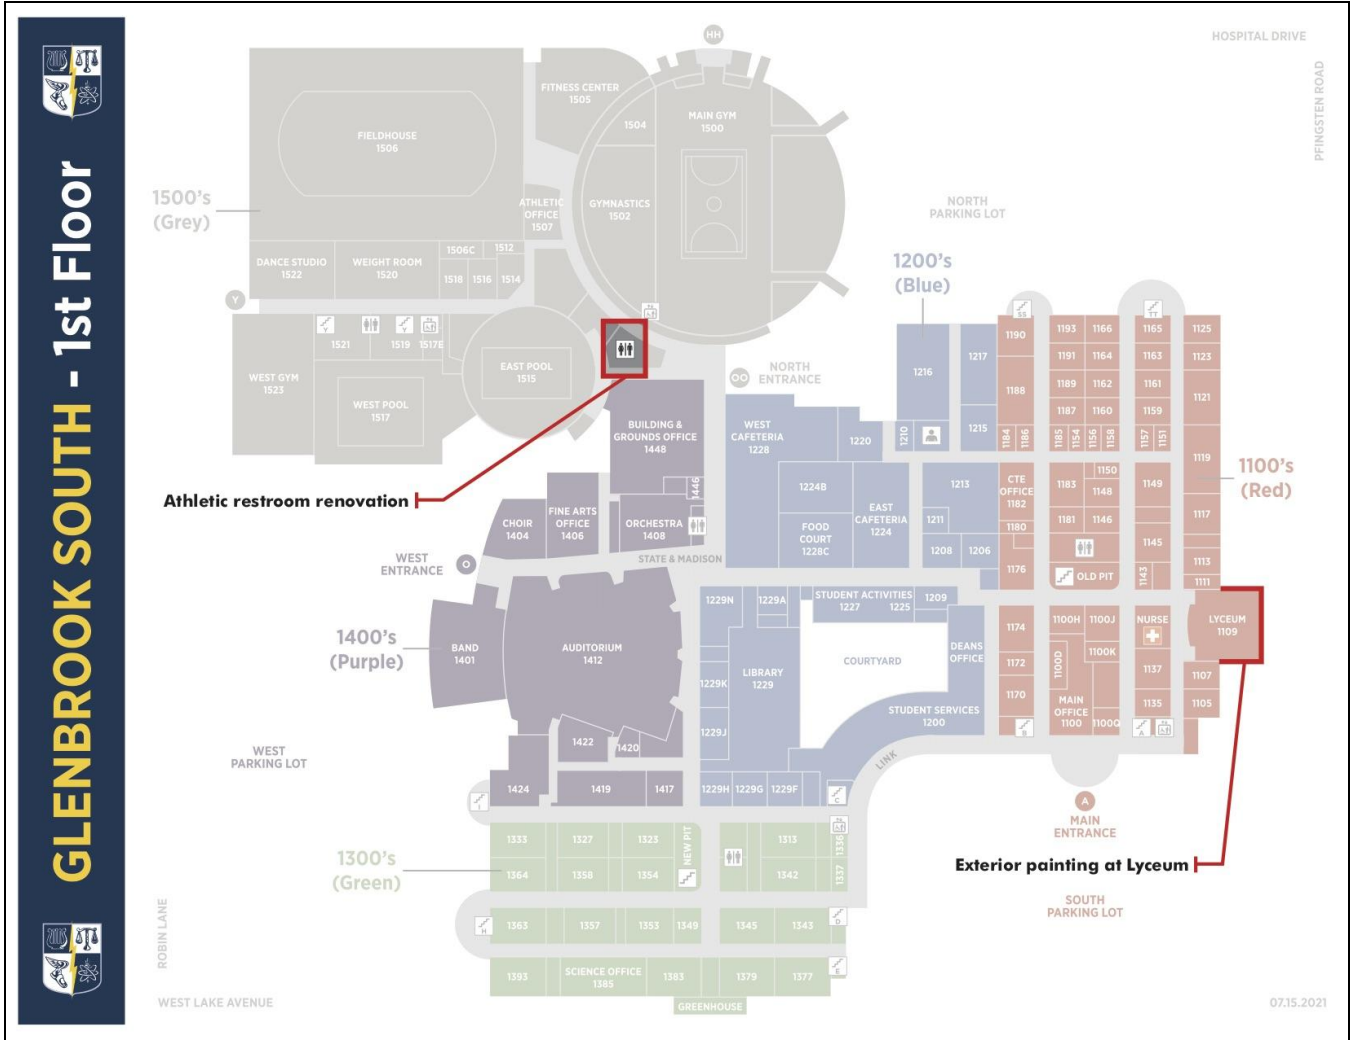 GLENBROOK SOUTH - 1st Floor
HOSPITAL DRIVE
PFINGSTEN ROAD
HH
FITNESS CENTER
1505
1504
MAIN GYM
1500
FIELDHOUSE
1506
1500's
(Grey)
ATHLETIC
OFFICE
1507
GYMNASTICS
1502
NORTH
PARKING LOT
DANCE STUDIO
1522
WEIGHT ROOM
1520
1506C
1512
1518
1516
1514
1200's
(Blue)
Y
Y
Y
1521
1519
1517E
WEST GYM
1523
WEST POOL
1517
EAST POOL
1515
OO
NORTH
ENTRANCE
SS
TT
1190
1193
1166
1165
1125
1217
1191
1164
1163
1123
1216
1188
1189
1162
1161
1121
1187
1160
1159
1215
1210
1184
1186
1185
1154
1156
1158
1157
1151
BUILDING &
GROUNDS OFFICE
1448
WEST
CAFETERIA
1228
1220
1119
1100's
(Red)
1446
1224B
EAST
CAFETERIA
1224
1213
CTE
OFFICE
1182
1183
1150
1148
1149
Athletic restroom renovation
CHOIR
1404
FINE ARTS
OFFICE
1406
ORCHESTRA
1408
FOOD
COURT
1228C
1211
1180
1181
1146
1117
1208
1206
1145
WEST
ENTRANCE
O
STATE & MADISON
1176
OLD PIT
1143
1113
1111
1229N
1229A
STUDENT ACTIVITIES
1227
1225
1209
1400's
(Purple)
BAND
1401
AUDITORIUM
1412
1174
1100H
1100J
NURSE
LYCEUM
1109
DEANS
OFFICE
COURTYARD
1100K
1100D
1172
1137
1107
LIBRARY
1229
1229K
1170
MAIN
OFFICE
1100
1100Q
1135
1105
STUDENT SERVICES
1200
B
A
1422
1420
1229J
WEST
PARKING LOT
LINK
1424
1419
1417
1229H
1229G
1229F
C
I
A
MAIN
ENTRANCE
1333
1327
1323
NEW PIT
1313
1336
1300's
(Green)
1364
1358
1354
1342
1337
Exterior painting at Lyceum
SOUTH
PARKING LOT
H
1363
1357
1353
1349
1345
1343
D
ROBIN LANE
1393
SCIENCE OFFICE
1385
1383
1379
1377
E
GREENHOUSE
WEST LAKE AVENUE
07.15.2021